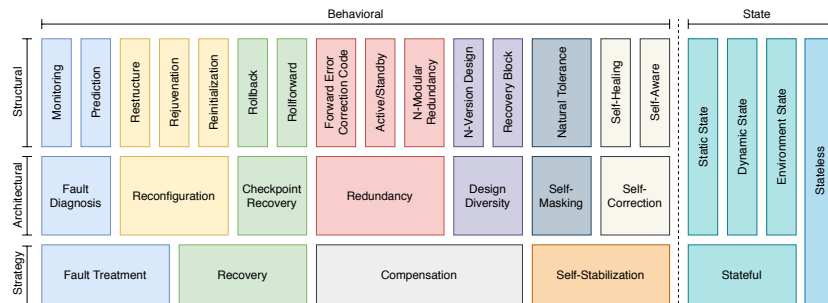 Behavioral
State
Structural
Monitoring
Prediction
Restructure
Rejuvenation
Reinitialization
Rollback
Rollforward
Forward Error
Correction Code
Active/Standby
N-Modular
Redundancy
N-Version Design
Recovery Block
Natural Tolerance
Self-Healing
Self-Aware
Static State
Dynamic State
Environment State
Stateless
Architectural
Fault
Diagnosis
Reconfiguration
Checkpoint
Recovery
Redundancy
Design
Diversity
Self-
Masking
Self-
Correction
Strategy
Fault Treatment
Recovery
Compensation
Self-Stabilization
Stateful